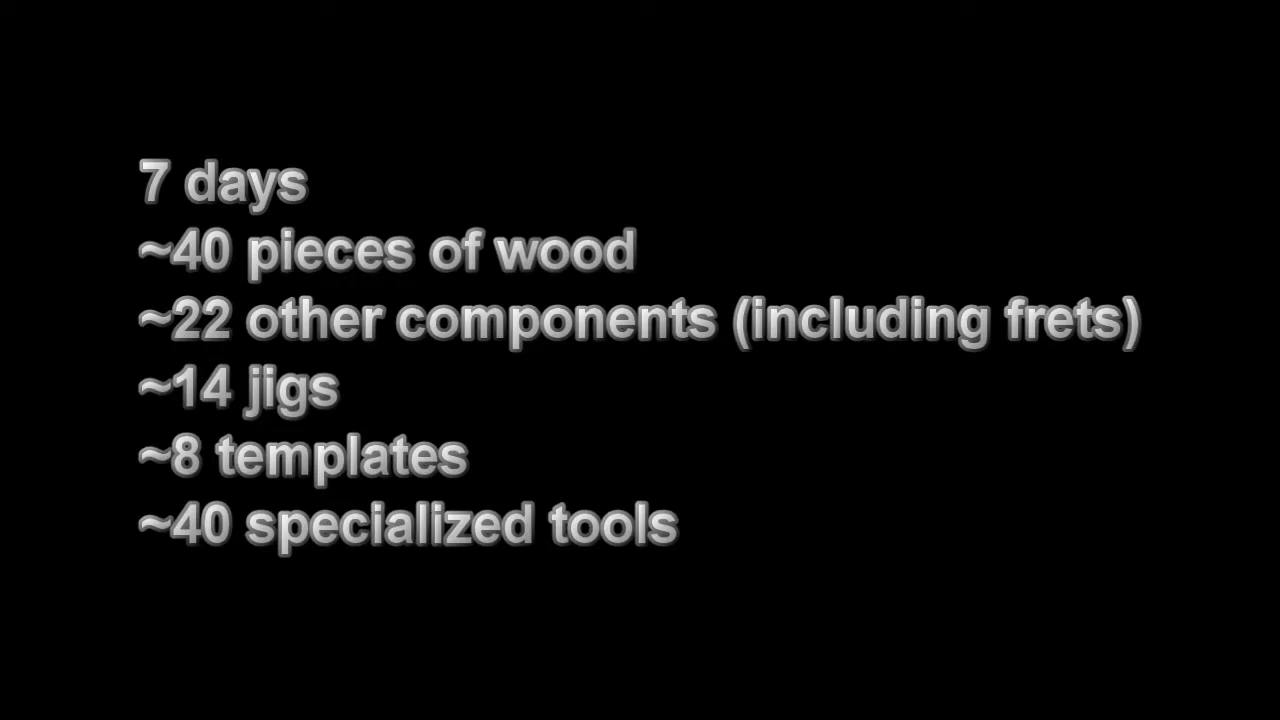 7 days
~40 pieces of wood
~22 other components (including frets)
~14 jigs
~8 templates
~40 specialized tools